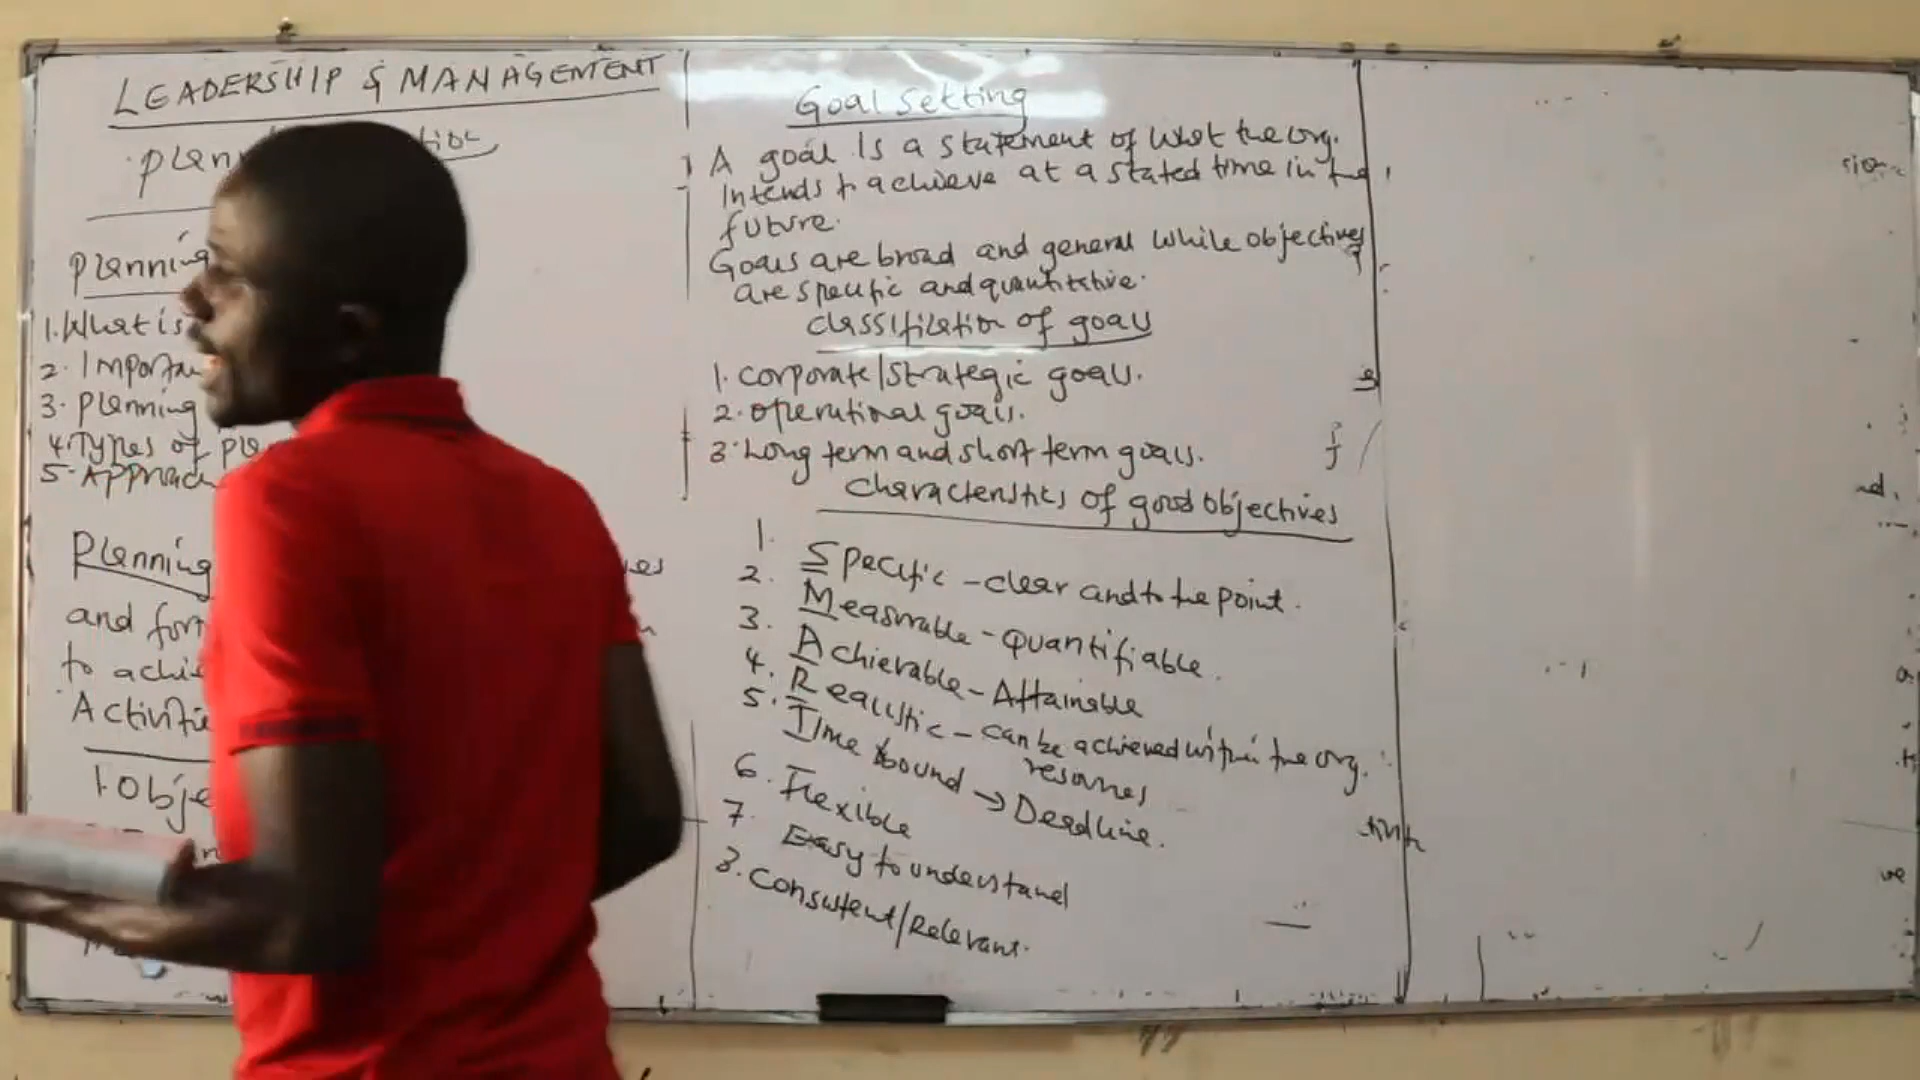 LEADERSHIP & MANAGEMENT
Planning
1. What is
2. Importan
3. Planning
4. Types of pla
5. Approach
Planning
and for
to achie
Activitie
1. Obje
Goal Setting
A goal is a statement of what the org.
intends to achieve at a stated time in the
future.
Goals are broad and general while objectives
are specific and quantitative.
Classification of goals
1. Corporate/Strategic goals.
2. Operational goals.
3. Long term and short term goals.
Characteristics of good objectives
1. Specific - clear and to the point.
2. Measurable - Quantifiable.
3. Achievable - Attainable
4. Realistic - can be achieved within the org.
resources
5. Time bound → Deadline.
6. Flexible
7. Easy to understand
8. Consistent/Relevant.